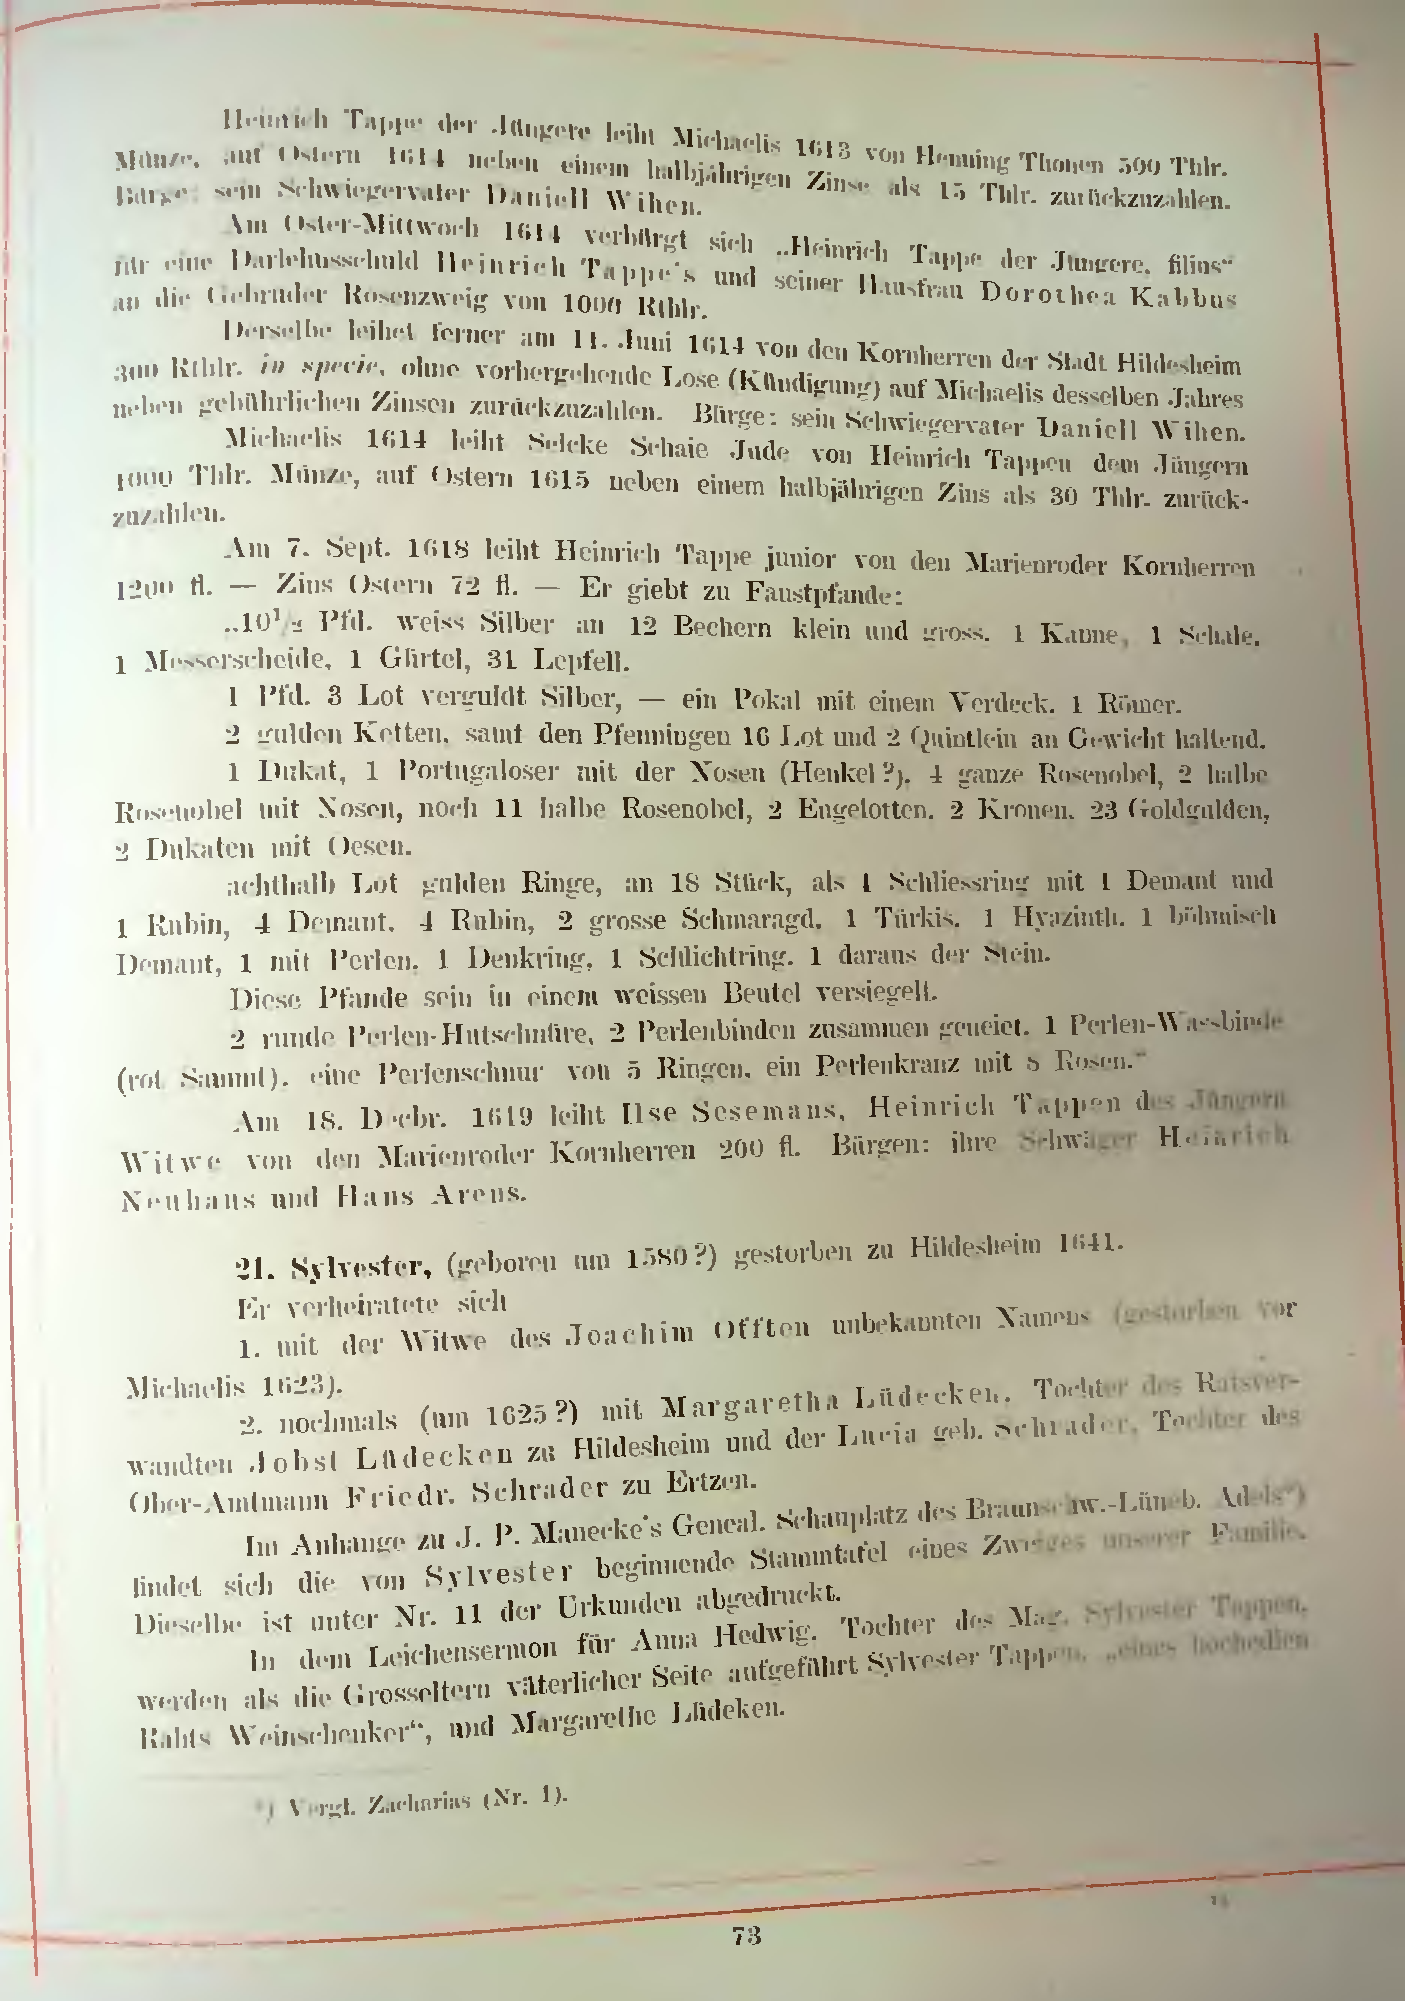 Heinrich Tappe der Jüngere leiht Michaelis 1613 von Henning Thonen 500 Thlr.
Münze, auf Ostern 1614 neben einem halbjährigen Zinse als 15 Thlr. zurückzuzahlen.
Bürge: sein Schwiegervater Daniell Wihen.
Am Oster-Mittwoch 1614 verbürgt sich „Heinrich Tappe der Jüngere, filius“
für eine Darlehnsschuld Heinrich Tappe's und seiner Hausfrau Dorothea Kabbus
an die Gebruder Rosenzweig von 1000 Rthlr.
Derselbe leihet ferner am 11. Juni 1614 von den Kornherren der Stadt Hildesheim
300 Rthlr. in specie, ohne vorhergehende Lose (Kündigung) auf Michaelis desselben Jahres
neben gebührlichen Zinsen zurückzuzahlen. Bürge: sein Schwiegervater Daniell Wihen.
Michaelis 1614 leiht Selcke Schaie Jude von Heinrich Tappen dem Jüngern
1000 Thlr. Münze, auf Ostern 1615 neben einem halbjährigen Zins als 30 Thlr. zurück-
zuzahlen.
Am 7. Sept. 1618 leiht Heinrich Tappe junior von den Marienroder Kornherren
1200 fl. — Zins Ostern 72 fl. — Er giebt zu Faustpfande:
„10½ Pfd. weiss Silber an 12 Bechern klein und gross, 1 Kanne, 1 Schale,
1 Messerscheide, 1 Gürtel, 31 Lepfell.
1 Pfd. 3 Lot verguldt Silber, — ein Pokal mit einem Verdeck, 1 Römer.
2 gulden Ketten, samt den Pfenningen 16 Lot und 2 Quintlein an Gewicht haltend.
1 Dukat, 1 Portugaloser mit der Nosen (Henkel?), 4 ganze Rosenobel, 2 halbe
Rosenobel mit Nosen, noch 11 halbe Rosenobel, 2 Engelotten, 2 Kronen, 23 Goldgulden,
2 Dukaten mit Oesen.
achthalb Lot gulden Ringe, an 18 Stück, als 1 Schliessring mit 1 Demant und
1 Rubin, 4 Demant, 4 Rubin, 2 grosse Schmaragd, 1 Türkis, 1 Hyazinth, 1 böhmisch
Demant, 1 mit Perlen, 1 Denkring, 1 Schlichtring, 1 daraus der Stein.
Diese Pfande sein in einem weissen Beutel versiegelt.
2 runde Perlen-Hutschnüre, 2 Perlenbinden zusammen geneiet, 1 Perlen-Wassbinde
(rot Sammt), eine Perlenschnur von 5 Ringen, ein Perlenkranz mit 8 Rosen.“
Am 18. Decbr. 1619 leiht Ilse Sesemans, Heinrich Tappen des Jüngern
Witwe von den Marienroder Kornherren 200 fl. Bürgen: ihre Schwäger Heinrich
Neuhaus und Hans Arens.
21. Sylvester, (geboren um 1580?) gestorben zu Hildesheim 1641.
Er verheiratete sich
1. mit der Witwe des Joachim Offten unbekannten Namens (gestorben vor
Michaelis 1623).
2. nochmals (um 1625?) mit Margaretha Lüdecken, Tochter des Ratsver-
wandten Jobst Lüdecken zu Hildesheim und der Lucia geb. Schrader, Tochter des
Ober-Amtmann Friedr. Schrader zu Ertzen.
Im Anhange zu J. P. Manecke's Geneal. Schauplatz des Braunschw.-Lüneb. Adels*)
findet sich die von Sylvester beginnende Stammtafel eines Zweiges unserer Familie.
Dieselbe ist unter Nr. 11 der Urkunden abgedruckt.
In dem Leichensermon für Anna Hedwig, Tochter des Mag. Sylvester Tappen,
werden als die Grosseltern väterlicher Seite aufgeführt Sylvester Tappen, „eines hochedlen
Rahts Weinschenker“, und Margarethe Lüdeken.
*) Vergl. Zacharias (Nr. 1).
73